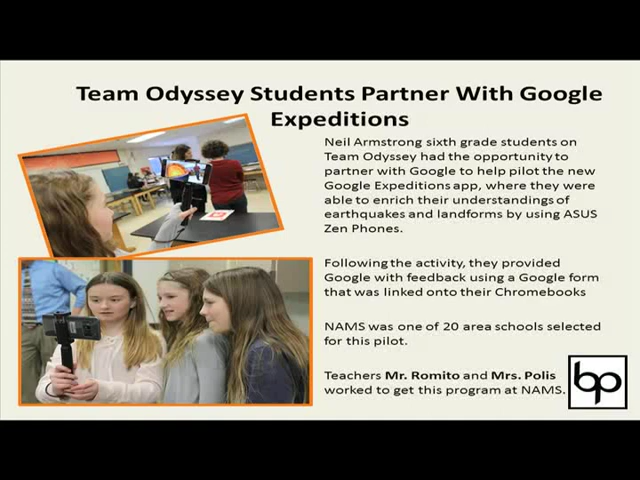 Team Odyssey Students Partner With Google
Expeditions
Neil Armstrong sixth grade students on
Team Odyssey had the opportunity to
partner with Google to help pilot the new
Google Expeditions app, where they were
able to enrich their understandings of
earthquakes and landforms by using ASUS
Zen Phones.
Following the activity, they provided
Google with feedback using a Google form
that was linked onto their Chromebooks
NAMS was one of 20 area schools selected
for this pilot.
Teachers Mr. Romito and Mrs. Polis
worked to get this program at NAMS.
bp